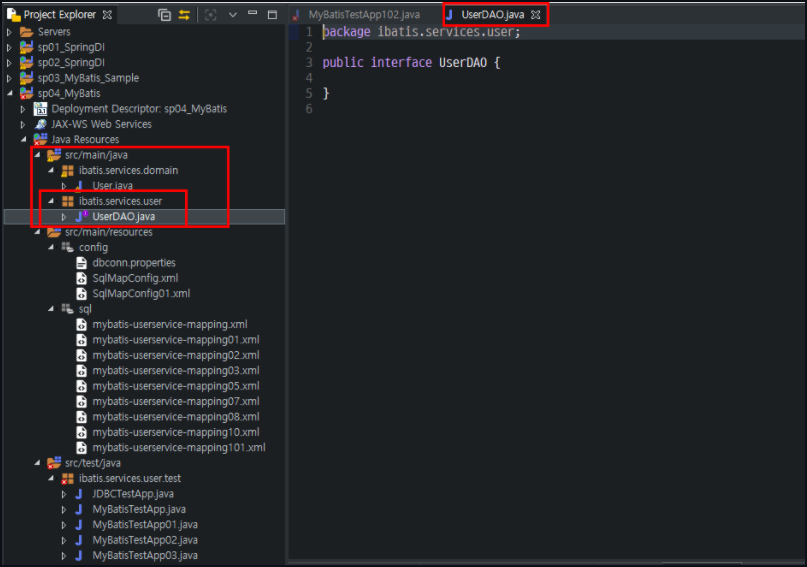 Project Explorer
Servers
sp01_SpringDI
sp02_SpringDI
sp03_MyBatis_Sample
sp04_MyBatis
Deployment Descriptor: sp04_MyBatis
JAX-WS Web Services
Java Resources
src/main/java
ibatis.services.domain
User.java
ibatis.services.user
UserDAO.java
src/main/resources
config
dbconn.properties
SqlMapConfig.xml
SqlMapConfig01.xml
sql
mybatis-userservice-mapping.xml
mybatis-userservice-mapping01.xml
mybatis-userservice-mapping02.xml
mybatis-userservice-mapping03.xml
mybatis-userservice-mapping05.xml
mybatis-userservice-mapping07.xml
mybatis-userservice-mapping08.xml
mybatis-userservice-mapping10.xml
mybatis-userservice-mapping101.xml
src/test/java
ibatis.services.user.test
JDBCTestApp.java
MyBatisTestApp.java
MyBatisTestApp01.java
MyBatisTestApp02.java
MyBatisTestApp03.java
MyBatisTestApp102.java
UserDAO.java
1 package ibatis.services.user;
2
3 public interface UserDAO {
4
5 }
6